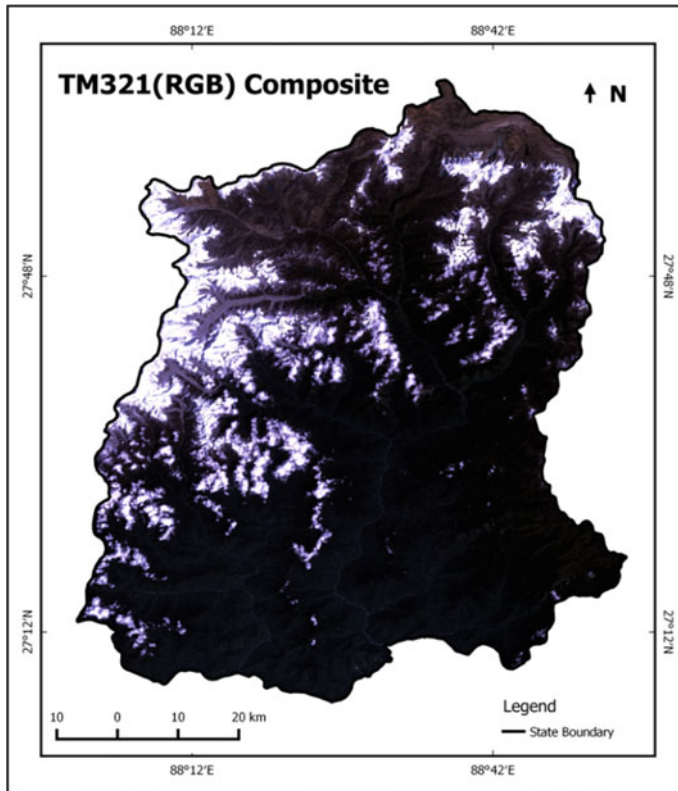 88°12'E 88°42'E
TM321(RGB) Composite
N
27°48'N 27°48'N
27°12'N 27°12'N
10 0 10 20 km
Legend
State Boundary
88°12'E 88°42'E